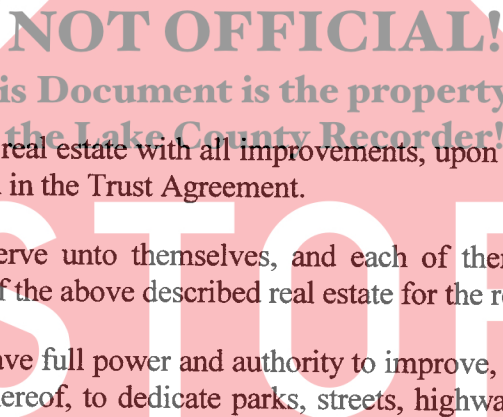 NOT OFFICIAL!
is Document is the property
the Lake County Recorder!
real estate with all improvements, upon
in the Trust Agreement.
erve unto themselves, and each of the
f the above described real estate for the r
ave full power and authority to improve,
ereof, to dedicate parks, streets, highwa
STOP